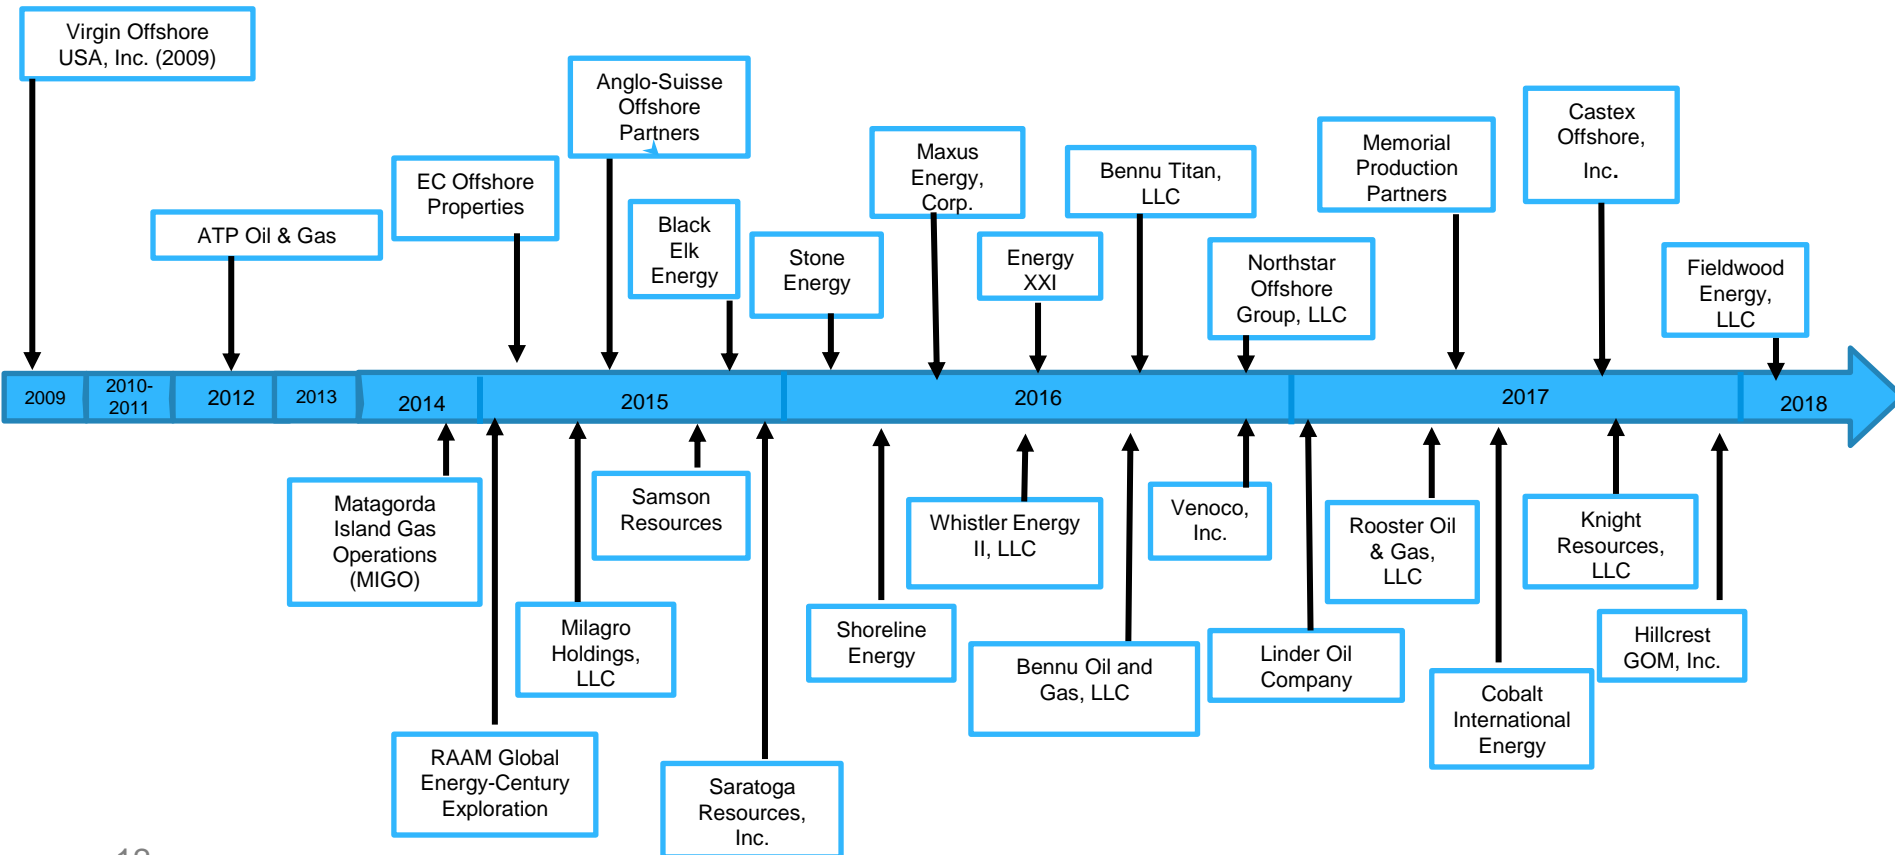 Virgin Offshore
USA, Inc. (2009)
ATP Oil & Gas
EC Offshore
Properties
Anglo-Suisse
Offshore
Partners
Black
Elk
Energy
Stone
Energy
Maxus
Energy,
Corp.
Energy
XXI
Bennu Titan,
LLC
Northstar
Offshore
Group, LLC
Memorial
Production
Partners
Castex
Offshore,
Inc.
Fieldwood
Energy,
LLC
2009
2010-
2011
2012
2013
2014
2015
2016
2017
2018
Matagorda
Island Gas
Operations
(MIGO)
RAAM Global
Energy-Century
Exploration
Milagro
Holdings,
LLC
Samson
Resources
Saratoga
Resources,
Inc.
Shoreline
Energy
Whistler Energy
II, LLC
Bennu Oil and
Gas, LLC
Venoco,
Inc.
Linder Oil
Company
Rooster Oil
& Gas,
LLC
Cobalt
International
Energy
Knight
Resources,
LLC
Hillcrest
GOM, Inc.